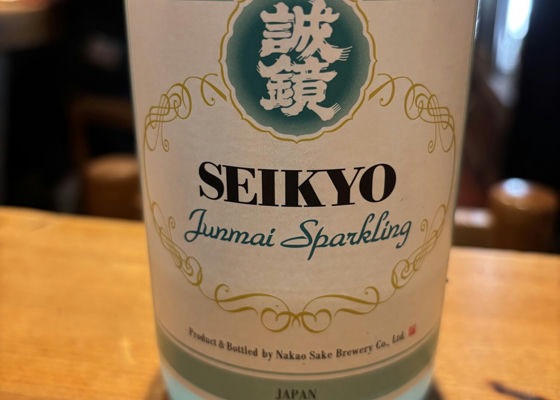 誠鏡
SEIKYO
Junmai Sparkling
Product & Bottled by Nakao Sake Brewery Co., Ltd.
JAPAN